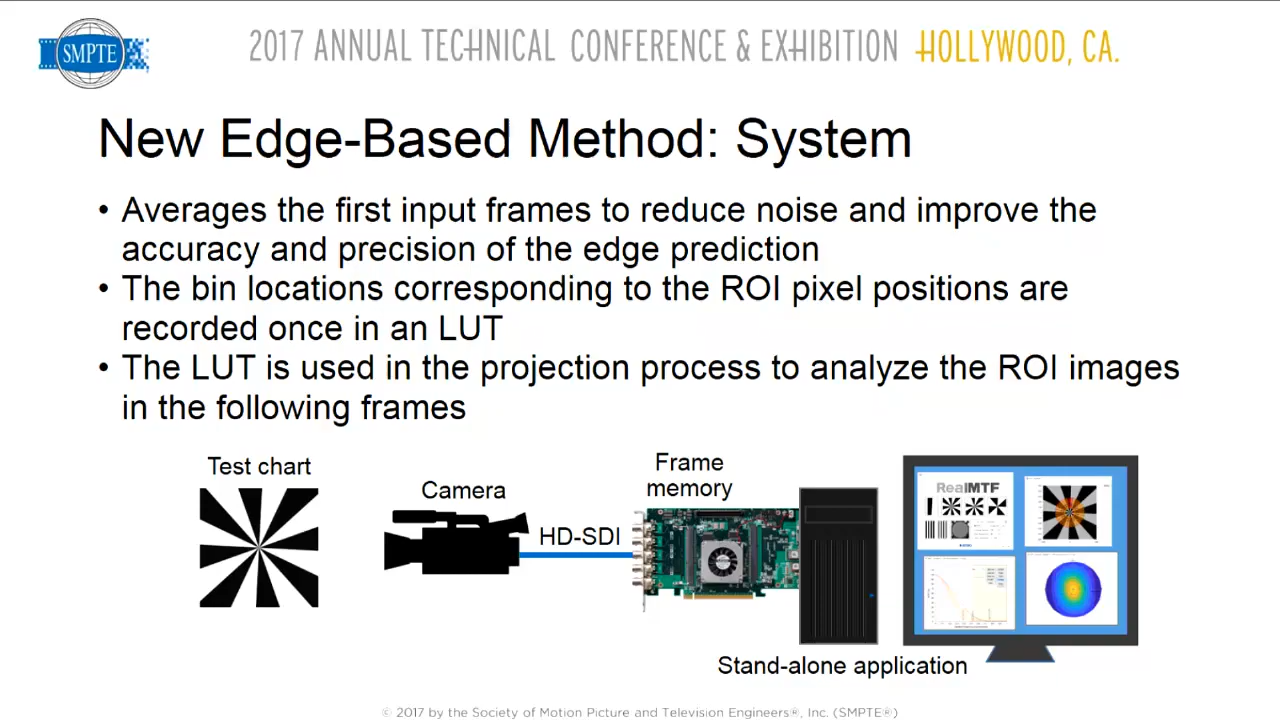 SMPTE
2017 ANNUAL TECHNICAL CONFERENCE & EXHIBITION HOLLYWOOD, CA.
New Edge-Based Method: System
• Averages the first input frames to reduce noise and improve the
accuracy and precision of the edge prediction
• The bin locations corresponding to the ROI pixel positions are
recorded once in an LUT
• The LUT is used in the projection process to analyze the ROI images
in the following frames
Test chart
Camera
HD-SDI
Frame
memory
RealMTF
Stand-alone application
© 2017 by the Society of Motion Picture and Television Engineers®, Inc. (SMPTE®)